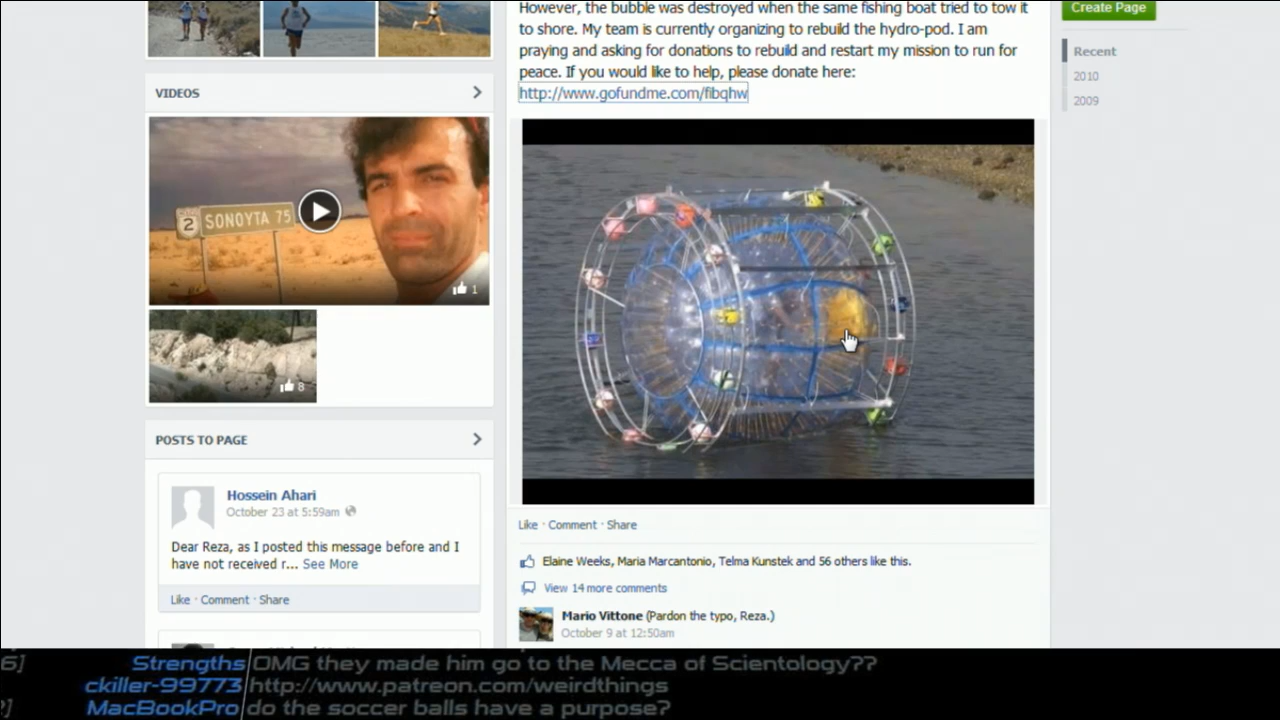 However, the bubble was destroyed when the same fishing boat tried to tow it
to shore. My team is currently organizing to rebuild the hydro-pod. I am
praying and asking for donations to rebuild and restart my mission to run for
peace. If you would like to help, please donate here:
http://www.gofundme.com/fibqhw
Create Page
Recent
2010
2009
VIDEOS
2 SONOYTA 75
1
8
POSTS TO PAGE
Hossein Ahari
October 23 at 5:59am
Dear Reza, as I posted this message before and I
have not received r... See More
Like · Comment · Share
Like · Comment · Share
Elaine Weeks, Maria Marcantonio, Telma Kunstek and 56 others like this.
View 14 more comments
Mario Vittone (Pardon the typo, Reza.)
October 9 at 12:50am
6] Strengths OMG they made him go to the Mecca of Scientology??
ckiller-99773 http://www.patreon.com/weirdthings
MacBookPro do the soccer balls have a purpose?